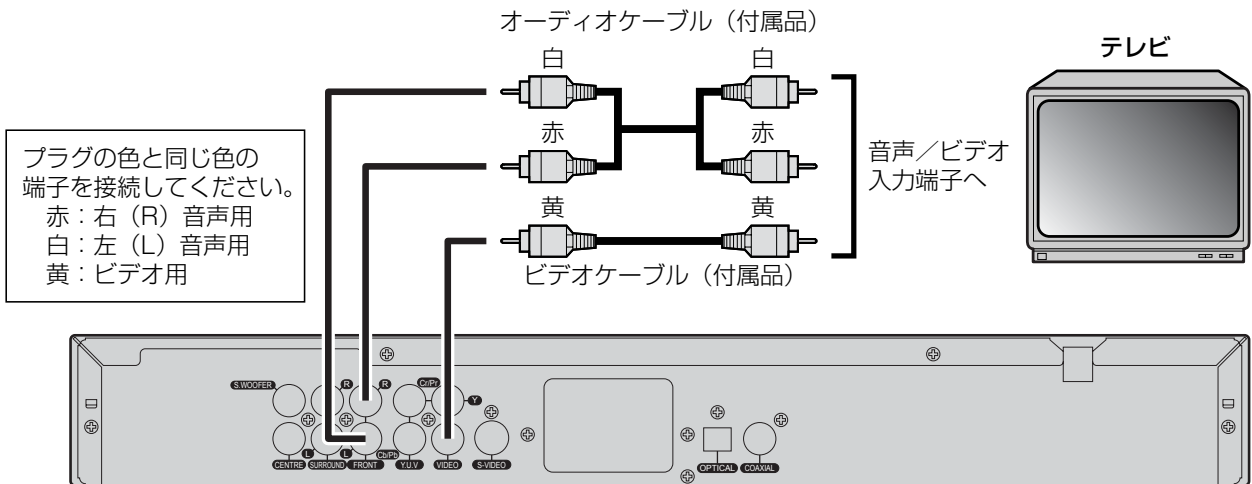 オーディオケーブル（付属品）
テレビ
白 白
プラグの色と同じ色の
端子を接続してください。
赤：右（R）音声用
白：左（L）音声用
黄：ビデオ用
赤 赤
音声／ビデオ
入力端子へ
黄 黄
ビデオケーブル（付属品）
S.WOOFER R R Cr/Pr Y
L L Cb/Pb
CENTRE SURROUND FRONT Y.U.V VIDEO S-VIDEO OPTICAL COAXIAL